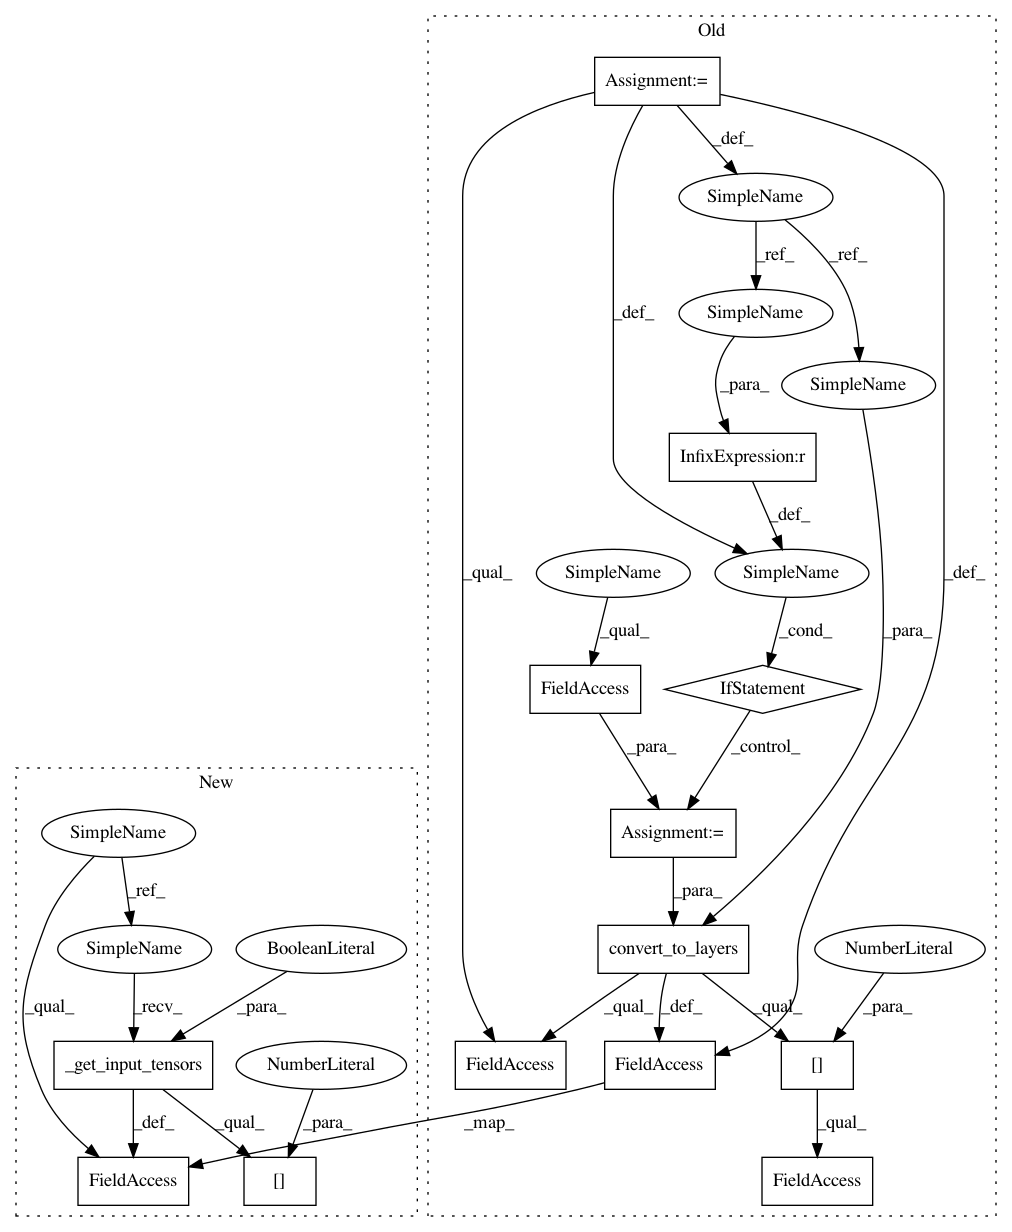 Old
Assignment:=
_def_
SimpleName
_ref_
_ref_
SimpleName
_def_
SimpleName
_para_
InfixExpression:r
_def_
SimpleName
SimpleName
_qual_
_def_
_qual_
_cond_
_para_
FieldAccess
IfStatement
_para_
_control_
New
SimpleName
Assignment:=
_ref_
_para_
SimpleName
BooleanLiteral
convert_to_layers
NumberLiteral
_qual_
_recv_
_para_
_qual_
_def_
_qual_
_para_
_get_input_tensors
NumberLiteral
FieldAccess
FieldAccess
[]
_def_
_qual_
_para_
_map_
_qual_
FieldAccess
[]
FieldAccess